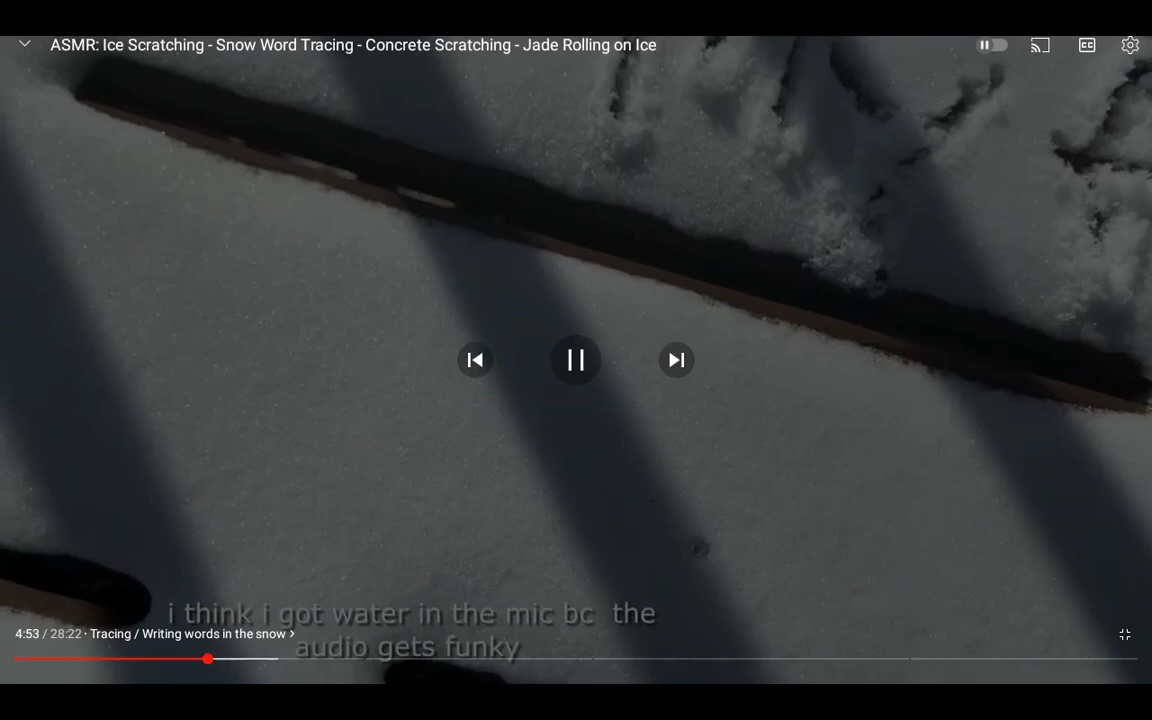 ASMR: Ice Scratching - Snow Word Tracing - Concrete Scratching - Jade Rolling on Ice
CC
i think i got water in the mic bc the
audio gets funky
4:53 / 28:22 · Tracing / Writing words in the snow ›